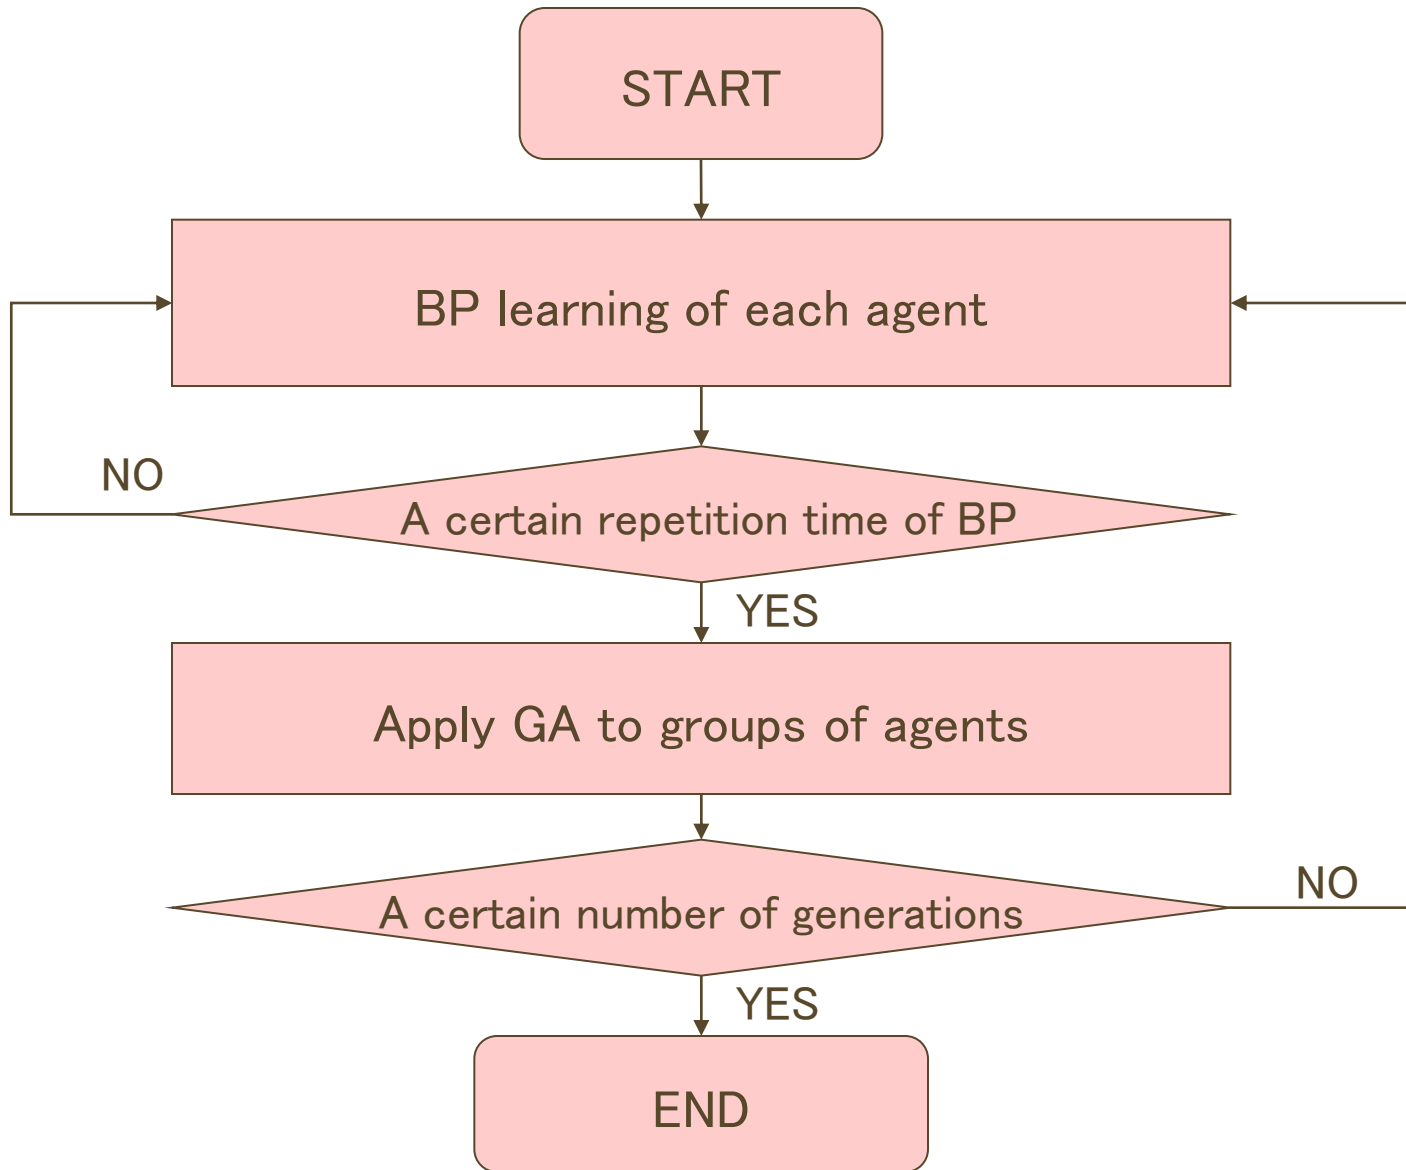 START
BP learning of each agent
NO
A certain repetition time of BP
YES
Apply GA to groups of agents
NO
A certain number of generations
YES
END